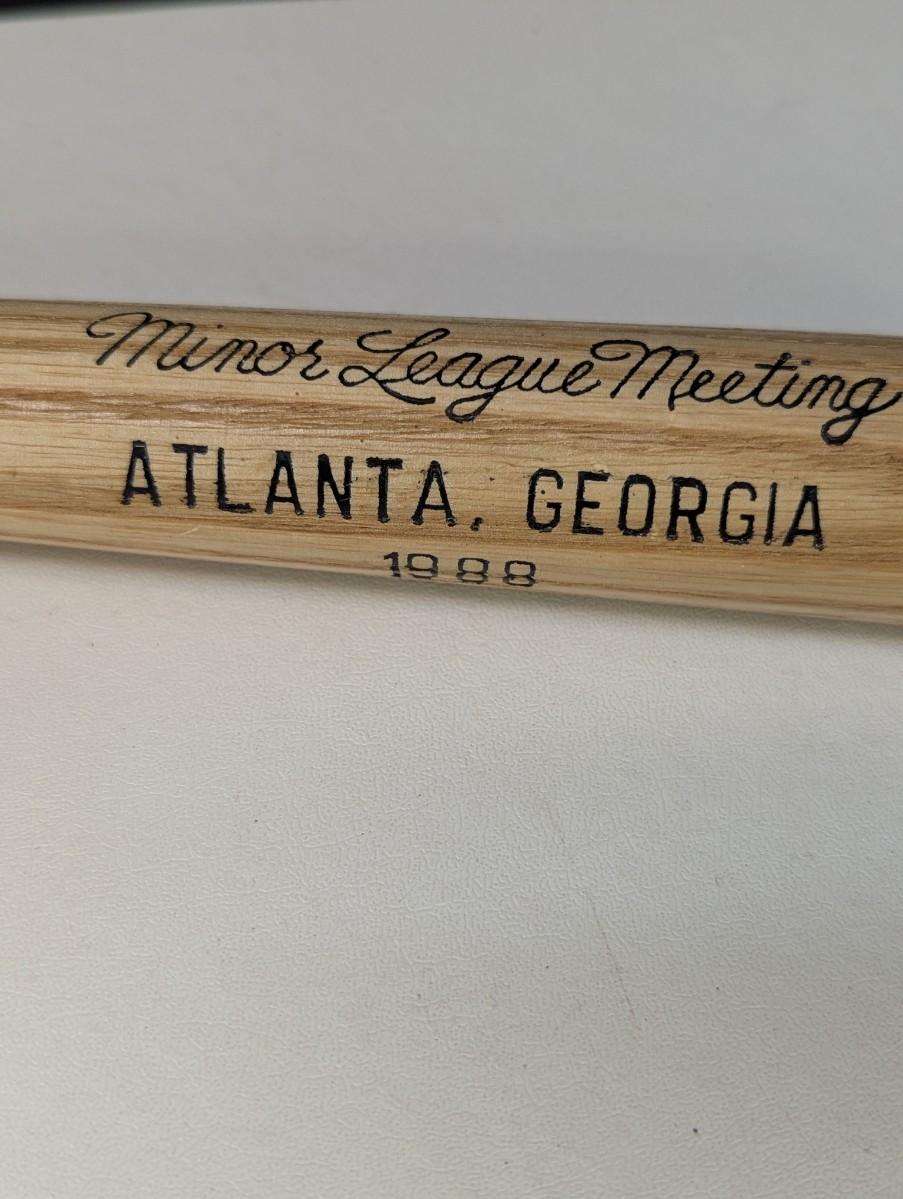 Minor League Meeting
ATLANTA, GEORGIA
1988